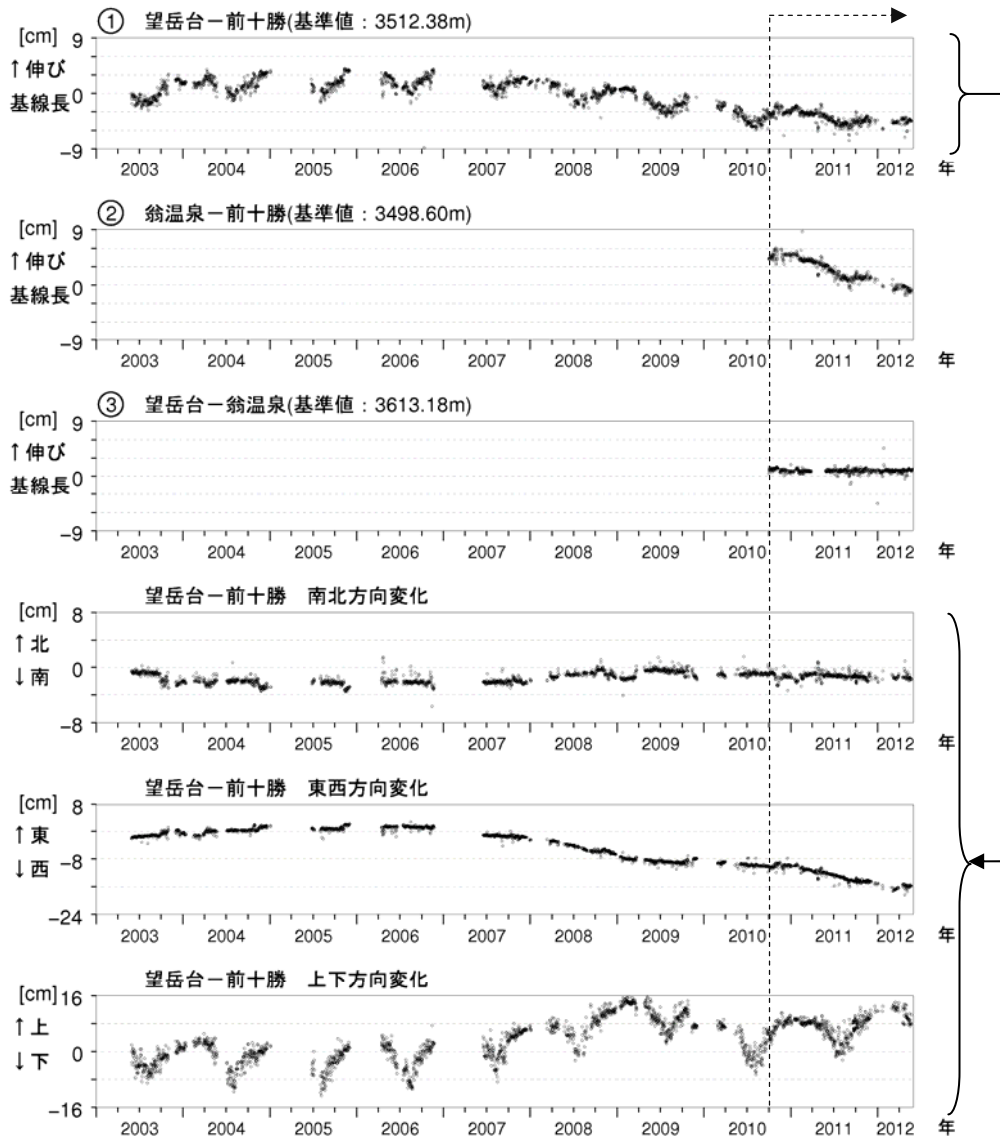 ① 望岳台－前十勝(基準値：3512.38m)
[cm]
9
↑伸び
基線長 0
-9
2003 2004 2005 2006 2007 2008 2009 2010 2011 2012 年
② 翁温泉－前十勝(基準値：3498.60m)
[cm]
9
↑伸び
基線長 0
-9
2003 2004 2005 2006 2007 2008 2009 2010 2011 2012 年
③ 望岳台－翁温泉(基準値：3613.18m)
[cm]
9
↑伸び
基線長 0
-9
2003 2004 2005 2006 2007 2008 2009 2010 2011 2012 年
望岳台－前十勝　南北方向変化
[cm]
8
↑北
0
↓南
-8
2003 2004 2005 2006 2007 2008 2009 2010 2011 2012 年
望岳台－前十勝　東西方向変化
[cm]
8
↑東
↓西 -8
-24
2003 2004 2005 2006 2007 2008 2009 2010 2011 2012 年
望岳台－前十勝　上下方向変化
[cm] 16
↑上
0
↓下
-16
2003 2004 2005 2006 2007 2008 2009 2010 2011 2012 年